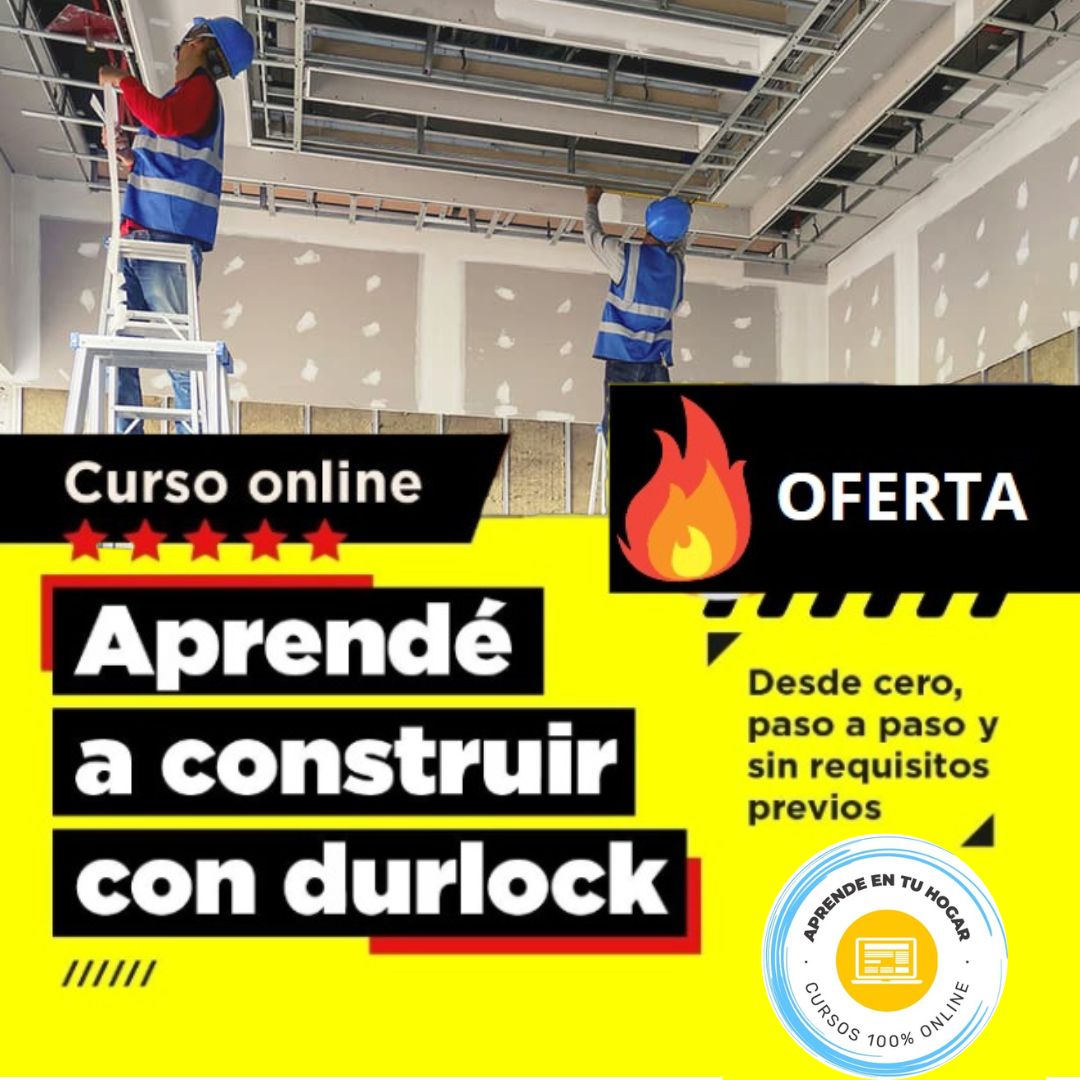 Curso online
OFERTA
Aprendé
a construir
con durlock
Desde cero,
paso a paso y
sin requisitos
previos
APRENDE EN TU HOGAR
CURSOS 100% ONLINE